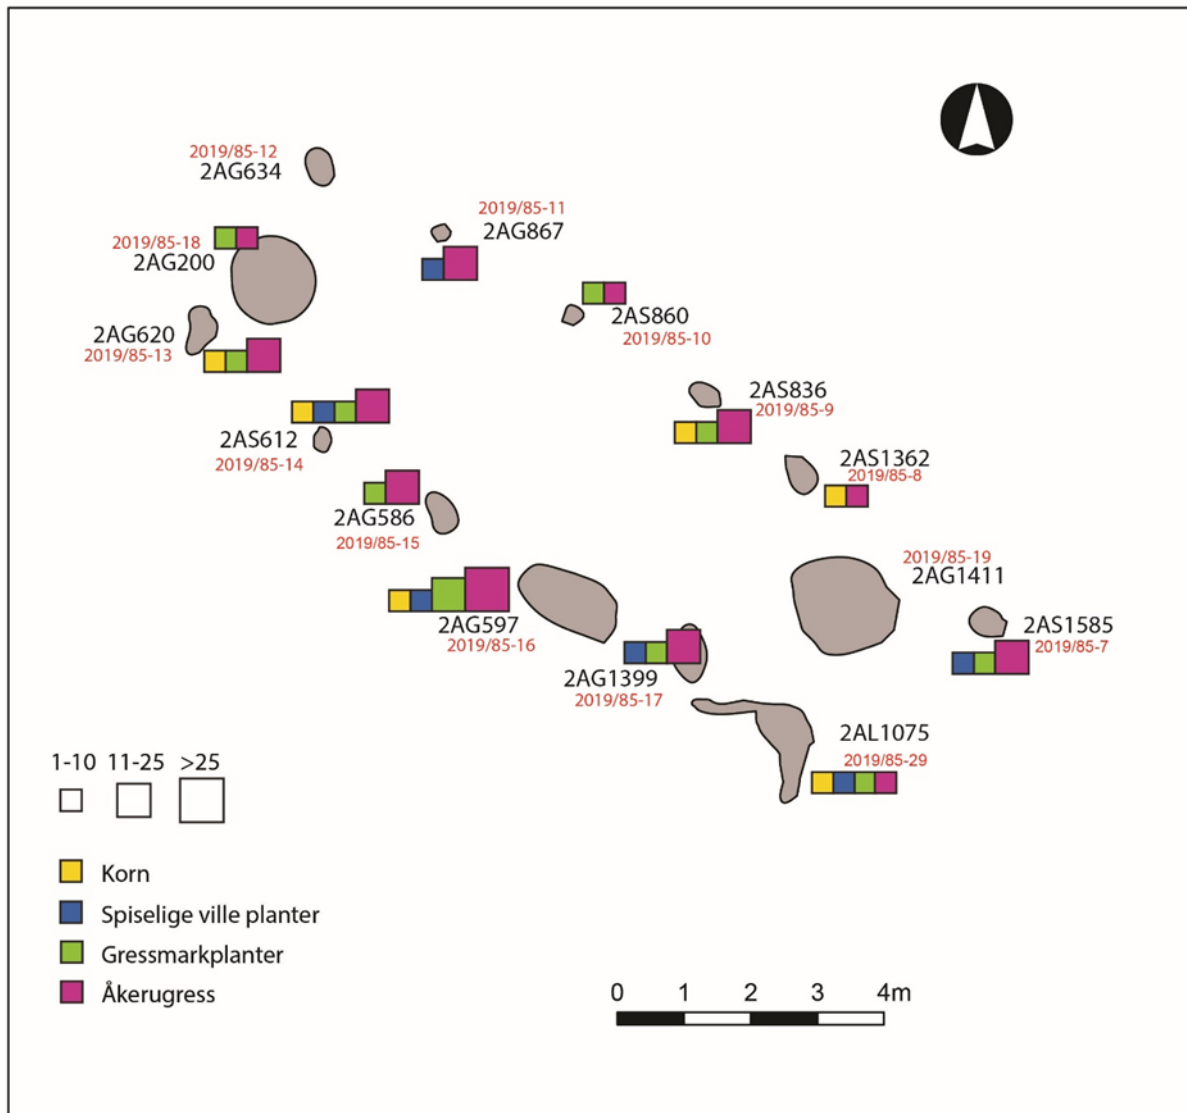 2019/85-12
2AG634
2019/85-11
2AG867
2019/85-18
2AG200
2AS860
2019/85-10
2AG620
2019/85-13
2AS836
2019/85-9
2AS612
2019/85-14
2AS1362
2019/85-8
2AG586
2019/85-15
2019/85-19
2AG1411
2AG597
2019/85-16
2AS1585
2019/85-7
2AG1399
2019/85-17
2AL1075
2019/85-29
1-10 11-25 >25
Korn
Spiselige ville planter
Gressmarkplanter
Åkerugress
0 1 2 3 4m